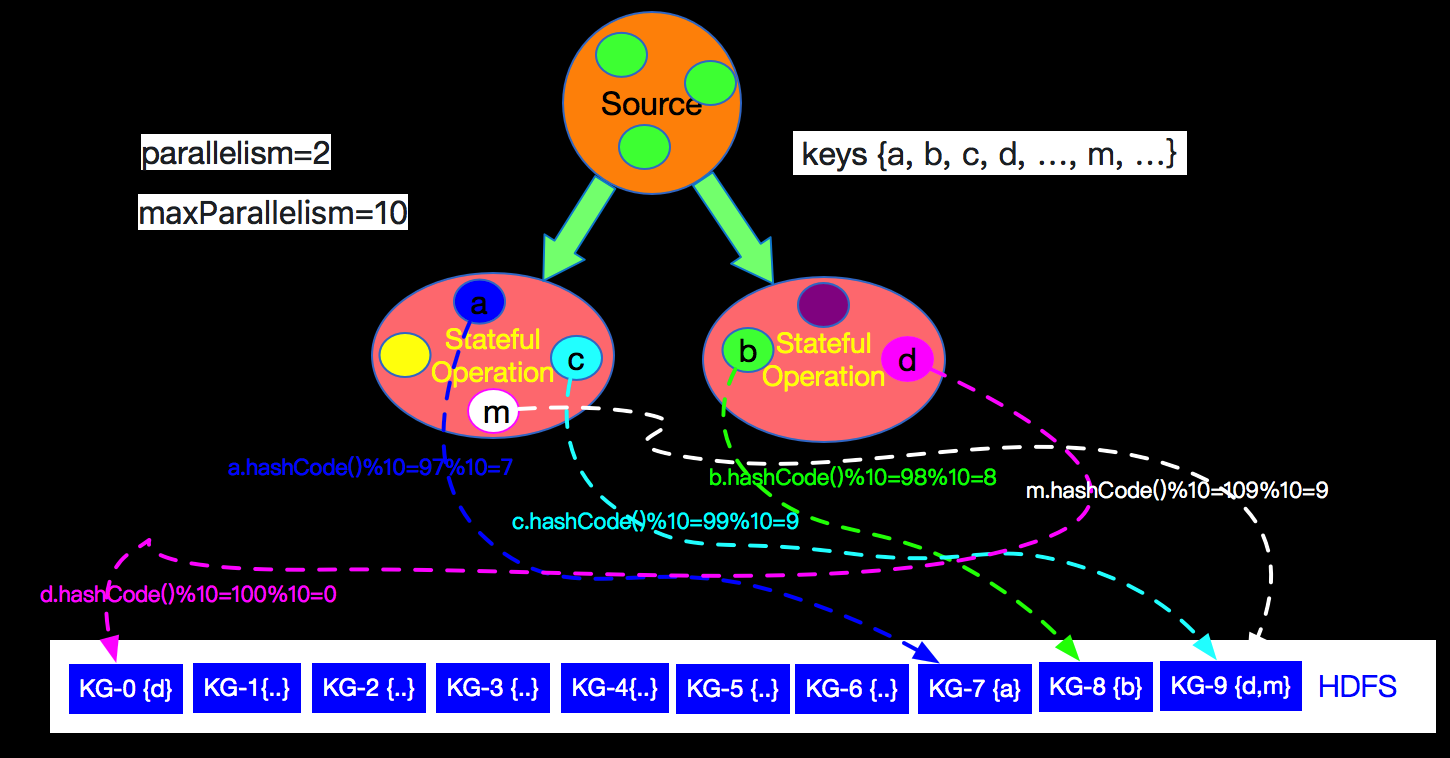 Source
parallelism=2
keys {a, b, c, d, ..., m, ...}
maxParallelism=10
a
Stateful
Operation
c
m
b
Stateful
Operation
d
a.hashCode()%10=97%10=7
b.hashCode()%10=98%10=8
m.hashCode()%10=109%10=9
c.hashCode()%10=99%10=9
d.hashCode()%10=100%10=0
KG-0 {d}
KG-1{..}
KG-2 {..}
KG-3 {..}
KG-4{..}
KG-5 {..}
KG-6 {..}
KG-7 {a}
KG-8 {b}
KG-9 {d,m}
HDFS